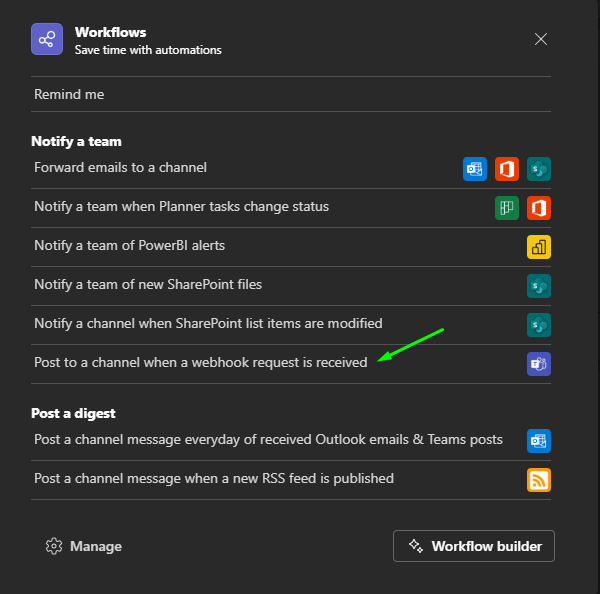 Workflows
Save time with automations
Remind me
Notify a team
Forward emails to a channel
Notify a team when Planner tasks change status
Notify a team of PowerBI alerts
Notify a team of new SharePoint files
Notify a channel when SharePoint list items are modified
Post to a channel when a webhook request is received
Post a digest
Post a channel message everyday of received Outlook emails & Teams posts
Post a channel message when a new RSS feed is published
Manage
Workflow builder